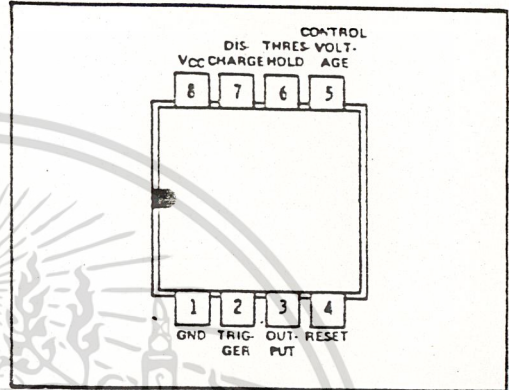 CONTROL
DIS- THRES- VOLT-
VCC CHARGE HOLD AGE
8 7 6 5
1 2 3 4
GND TRIG- OUT- RESET
GER PUT